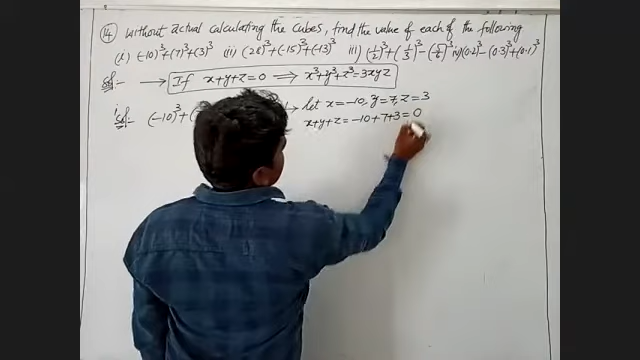 14 Without actual calculating the cubes, find the value of each of the following
(i) (-10)³+(7)³+(3)³ (ii) (28)³+(-15)³+(-13)³ iii) (1/2)³+(1/3)³-(5/6)³ iv) (0.2)³-(0.3)³+(0.1)³
Sol:- → If x+y+z=0 ⟹ x³+y³+z³=3xyz
i Sol:- (-10)³+( → let x=-10, y=7, z=3
x+y+z=-10+7+3=0